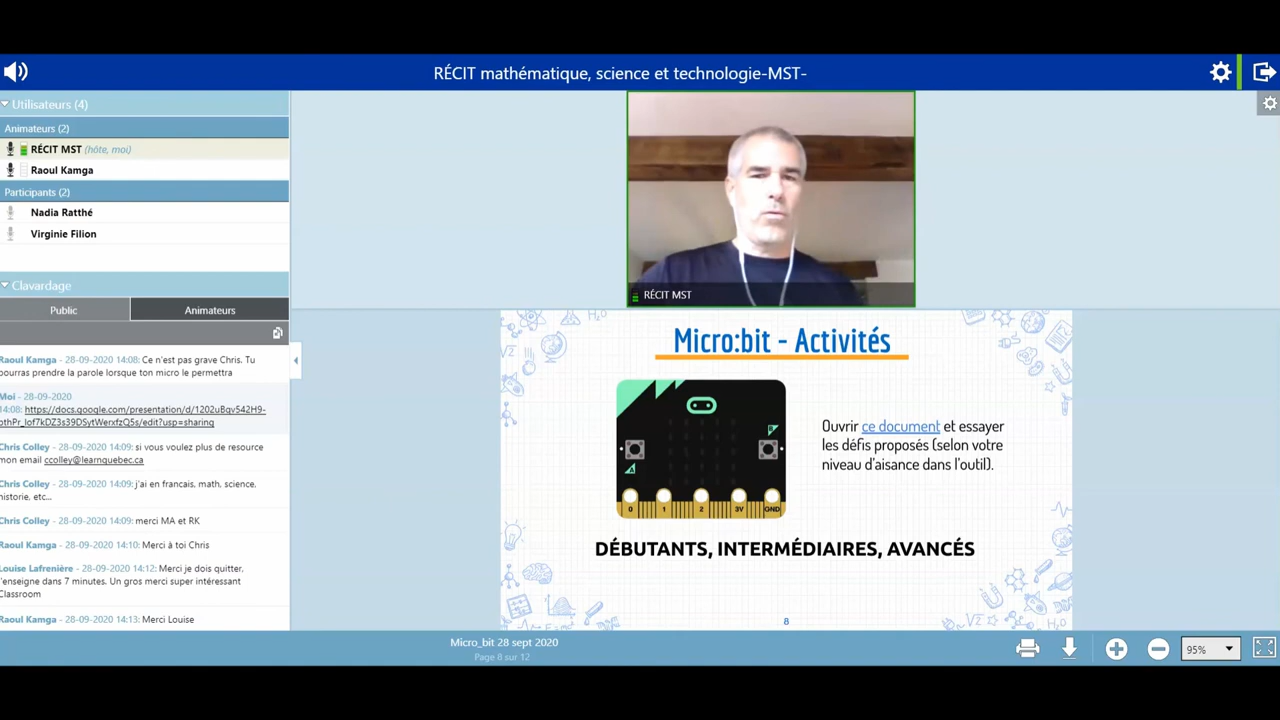 RÉCIT mathématique, science et technologie-MST-
Utilisateurs (4)
Animateurs (2)
RÉCIT MST (hôte, moi)
Raoul Kamga
Participants (2)
Nadia Ratthé
Virginie Filion
Clavardage
Public
Animateurs
Raoul Kamga - 28-09-2020 14:08: Ce n'est pas grave Chris. Tu
pourras prendre la parole lorsque ton micro le permettra
Moi - 28-09-2020
14:08: https://docs.google.com/presentation/d/1202uBqv542H9-
othPr_lof7kDZ3s39DSytWerxfzQ5s/edit?usp=sharing
Chris Colley - 28-09-2020 14:09: si vous voulez plus de resource
mon email ccolley@learnquebec.ca
Chris Colley - 28-09-2020 14:09: j'ai en francais, math, science,
historie, etc...
Chris Colley - 28-09-2020 14:09: merci MA et RK
Raoul Kamga - 28-09-2020 14:10: Merci à toi Chris
Louise Lafrenière - 28-09-2020 14:12: Merci je dois quitter,
j'enseigne dans 7 minutes. Un gros merci super intéressant
Classroom
Raoul Kamga - 28-09-2020 14:13: Merci Louise
RÉCIT MST
Micro:bit - Activités
A
B
0 1 2 3V GND
Ouvrir ce document et essayer
les défis proposés (selon votre
niveau d'aisance dans l'outil).
DÉBUTANTS, INTERMÉDIAIRES, AVANCÉS
8
Micro_bit 28 sept 2020
Page 8 sur 12
95%